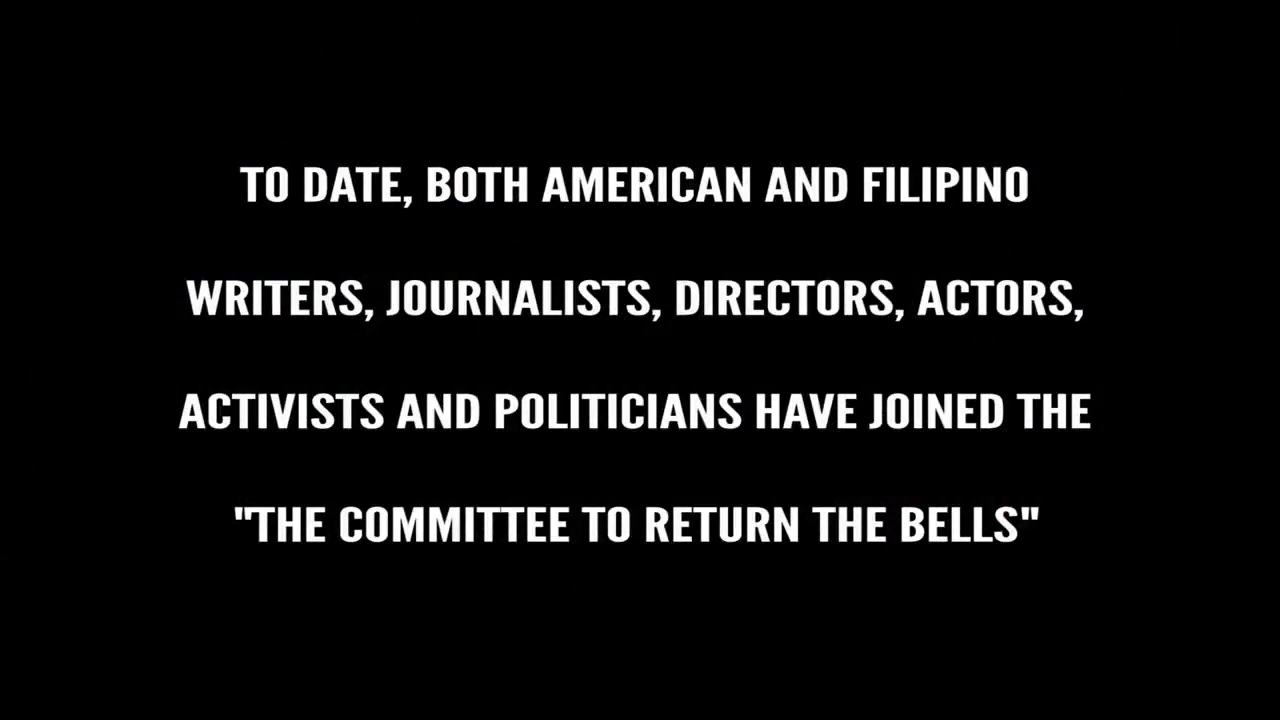 TO DATE, BOTH AMERICAN AND FILIPINO
WRITERS, JOURNALISTS, DIRECTORS, ACTORS,
ACTIVISTS AND POLITICIANS HAVE JOINED THE
"THE COMMITTEE TO RETURN THE BELLS"